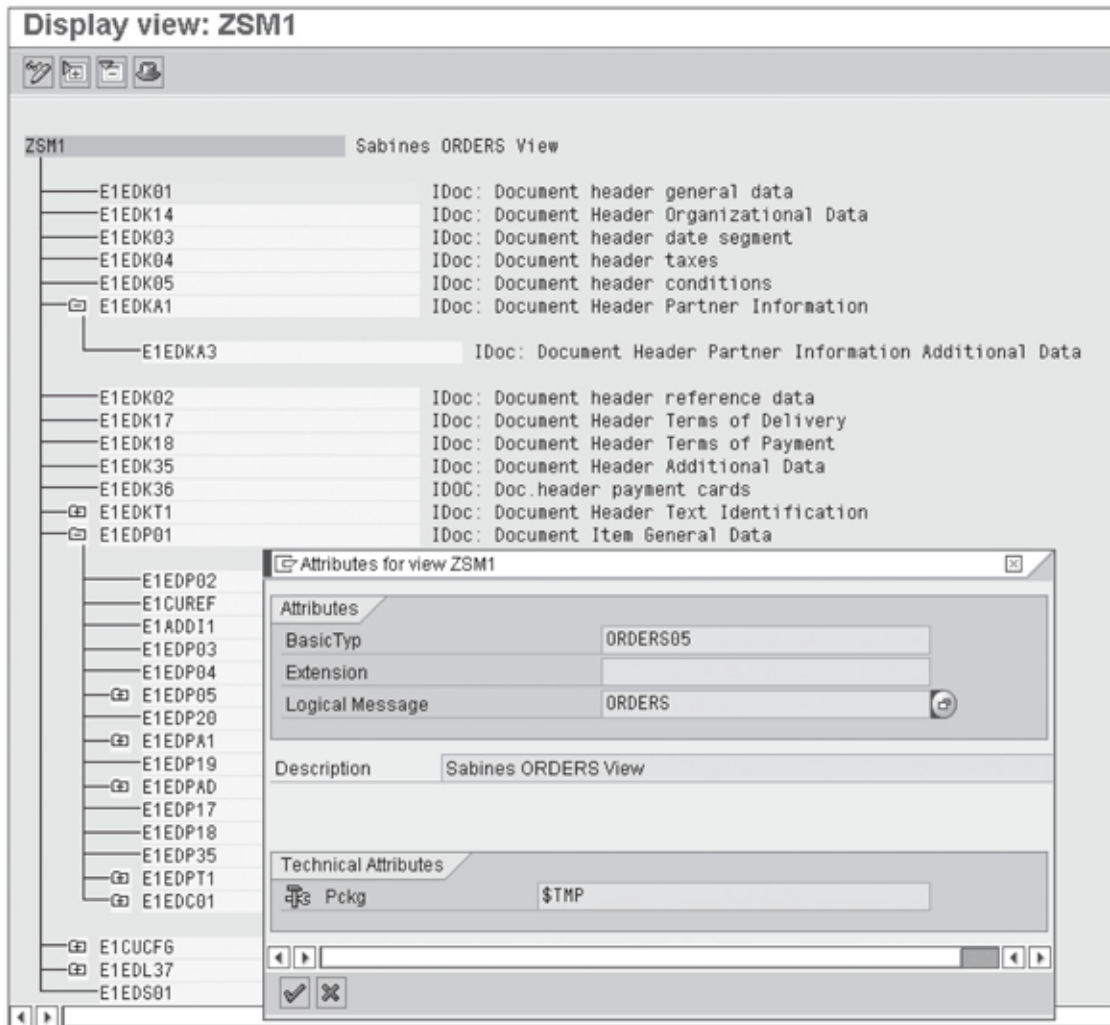 Display view: ZSM1
ZSM1 Sabines ORDERS View
E1EDK01 IDoc: Document header general data
E1EDK14 IDoc: Document Header Organizational Data
E1EDK03 IDoc: Document header date segment
E1EDK04 IDoc: Document header taxes
E1EDK05 IDoc: Document header conditions
E1EDKA1 IDoc: Document Header Partner Information
E1EDKA3 IDoc: Document Header Partner Information Additional Data
E1EDK02 IDoc: Document header reference data
E1EDK17 IDoc: Document Header Terms of Delivery
E1EDK18 IDoc: Document Header Terms of Payment
E1EDK35 IDoc: Document Header Additional Data
E1EDK36 IDOC: Doc.header payment cards
E1EDKT1 IDoc: Document Header Text Identification
E1EDP01 IDoc: Document Item General Data
E1EDP02
E1CUREF
E1ADDI1
E1EDP03
E1EDP04
E1EDP05
E1EDP20
E1EDPA1
E1EDP19
E1EDPAD
E1EDP17
E1EDP18
E1EDP35
E1EDPT1
E1EDC01
E1CUCFG
E1EDL37
E1EDS01
Attributes for view ZSM1
Attributes
BasicTyp ORDERS05
Extension
Logical Message ORDERS
Description Sabines ORDERS View
Technical Attributes
Pckg $TMP